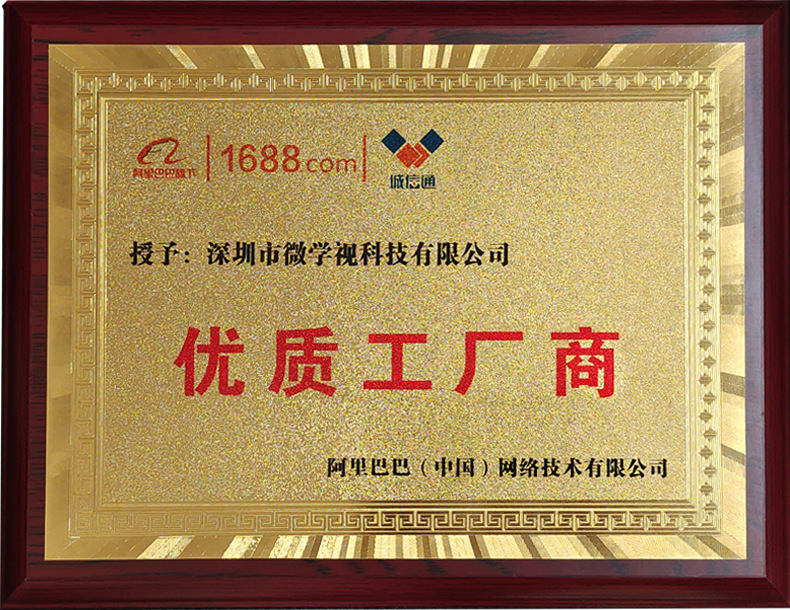 阿里巴巴旗下 1688.com 诚信通
授予：深圳市微学视科技有限公司
优质工厂商
阿里巴巴（中国）网络技术有限公司